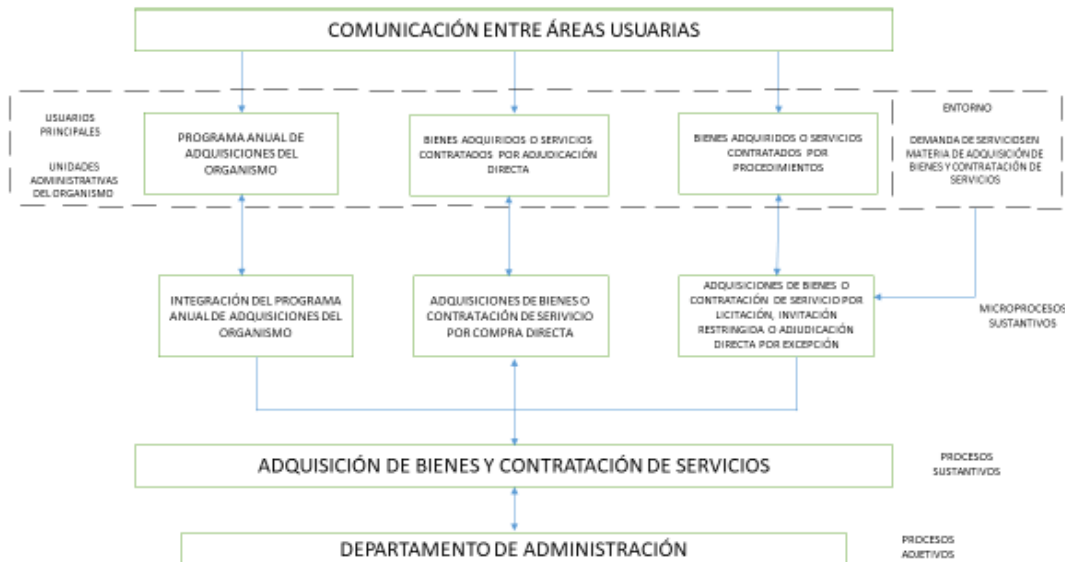 COMUNICACIÓN ENTRE ÁREAS USUARIAS
USUARIOS
PRINCIPALES
UNIDADES
ADMINISTRATIVAS
DEL ORGANISMO
PROGRAMA ANUAL DE
ADQUISICIONES DEL
ORGANISMO
BIENES ADQUIRIDOS O SERVICIOS
CONTRATADOS POR ADJUDICACIÓN
DIRECTA
BIENES ADQUIRIDOS O SERVICIOS
CONTRATADOS POR
PROCEDIMIENTOS
ENTORNO
DEMANDA DE SERVICIOS EN
MATERIA DE ADQUISICIÓN DE
BIENES Y CONTRATACIÓN DE
SERVICIOS
INTEGRACIÓN DEL PROGRAMA
ANUAL DE ADQUISICIONES DEL
ORGANISMO
ADQUISICIONES DE BIENES O
CONTRATACIÓN DE SERIVICIO
POR COMPRA DIRECTA
ADQUISICIONES DE BIENES O
CONTRATACIÓN DE SERIVICIO POR
LICITACIÓN, INVITACIÓN
RESTRINGIDA O ADJUDICACIÓN
DIRECTA POR EXCEPCIÓN
MICROPROCESOS
SUSTANTIVOS
ADQUISICIÓN DE BIENES Y CONTRATACIÓN DE SERVICIOS
PROCESOS
SUSTANTIVOS
DEPARTAMENTO DE ADMINISTRACIÓN
PROCESOS
ADJETIVOS